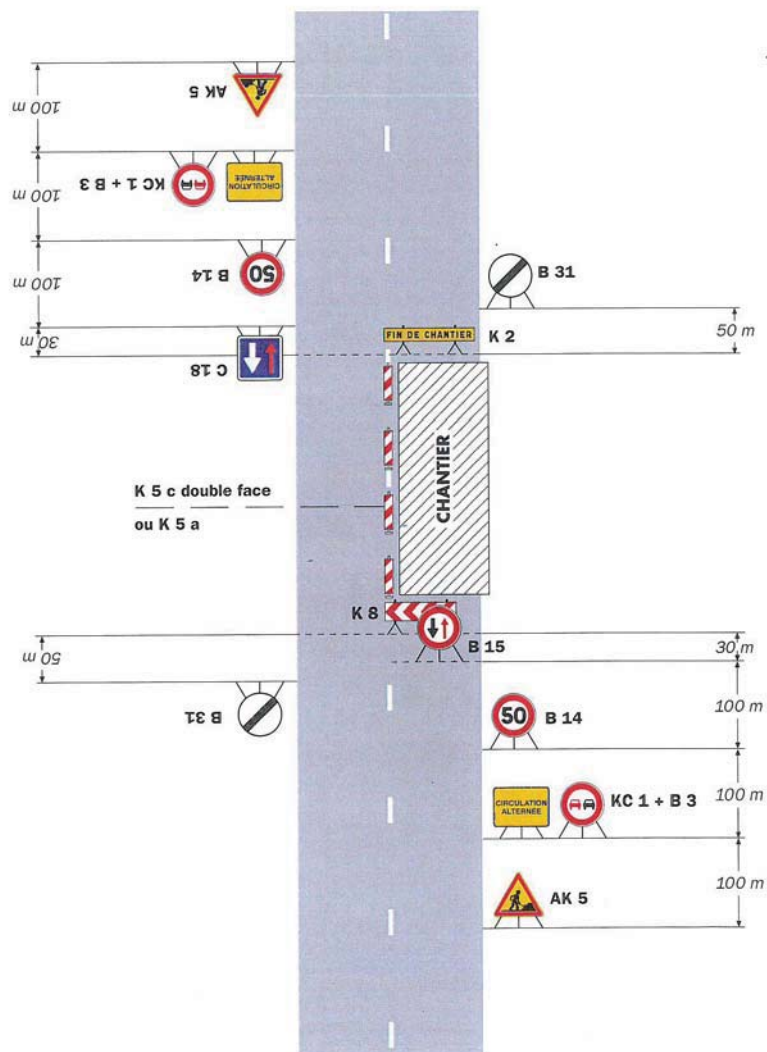 AK 5
100 m
CIRCULATION
ALTERNÉE
KC 1 + B 3
100 m
50
B 14
100 m
C 18
30 m
B 31
50 m
FIN DE CHANTIER
K 2
CHANTIER
K 5 c double face
ou K 5 a
K 8
B 15
30 m
50 m
B 31
50
B 14
100 m
CIRCULATION
ALTERNÉE
KC 1 + B 3
100 m
AK 5
100 m